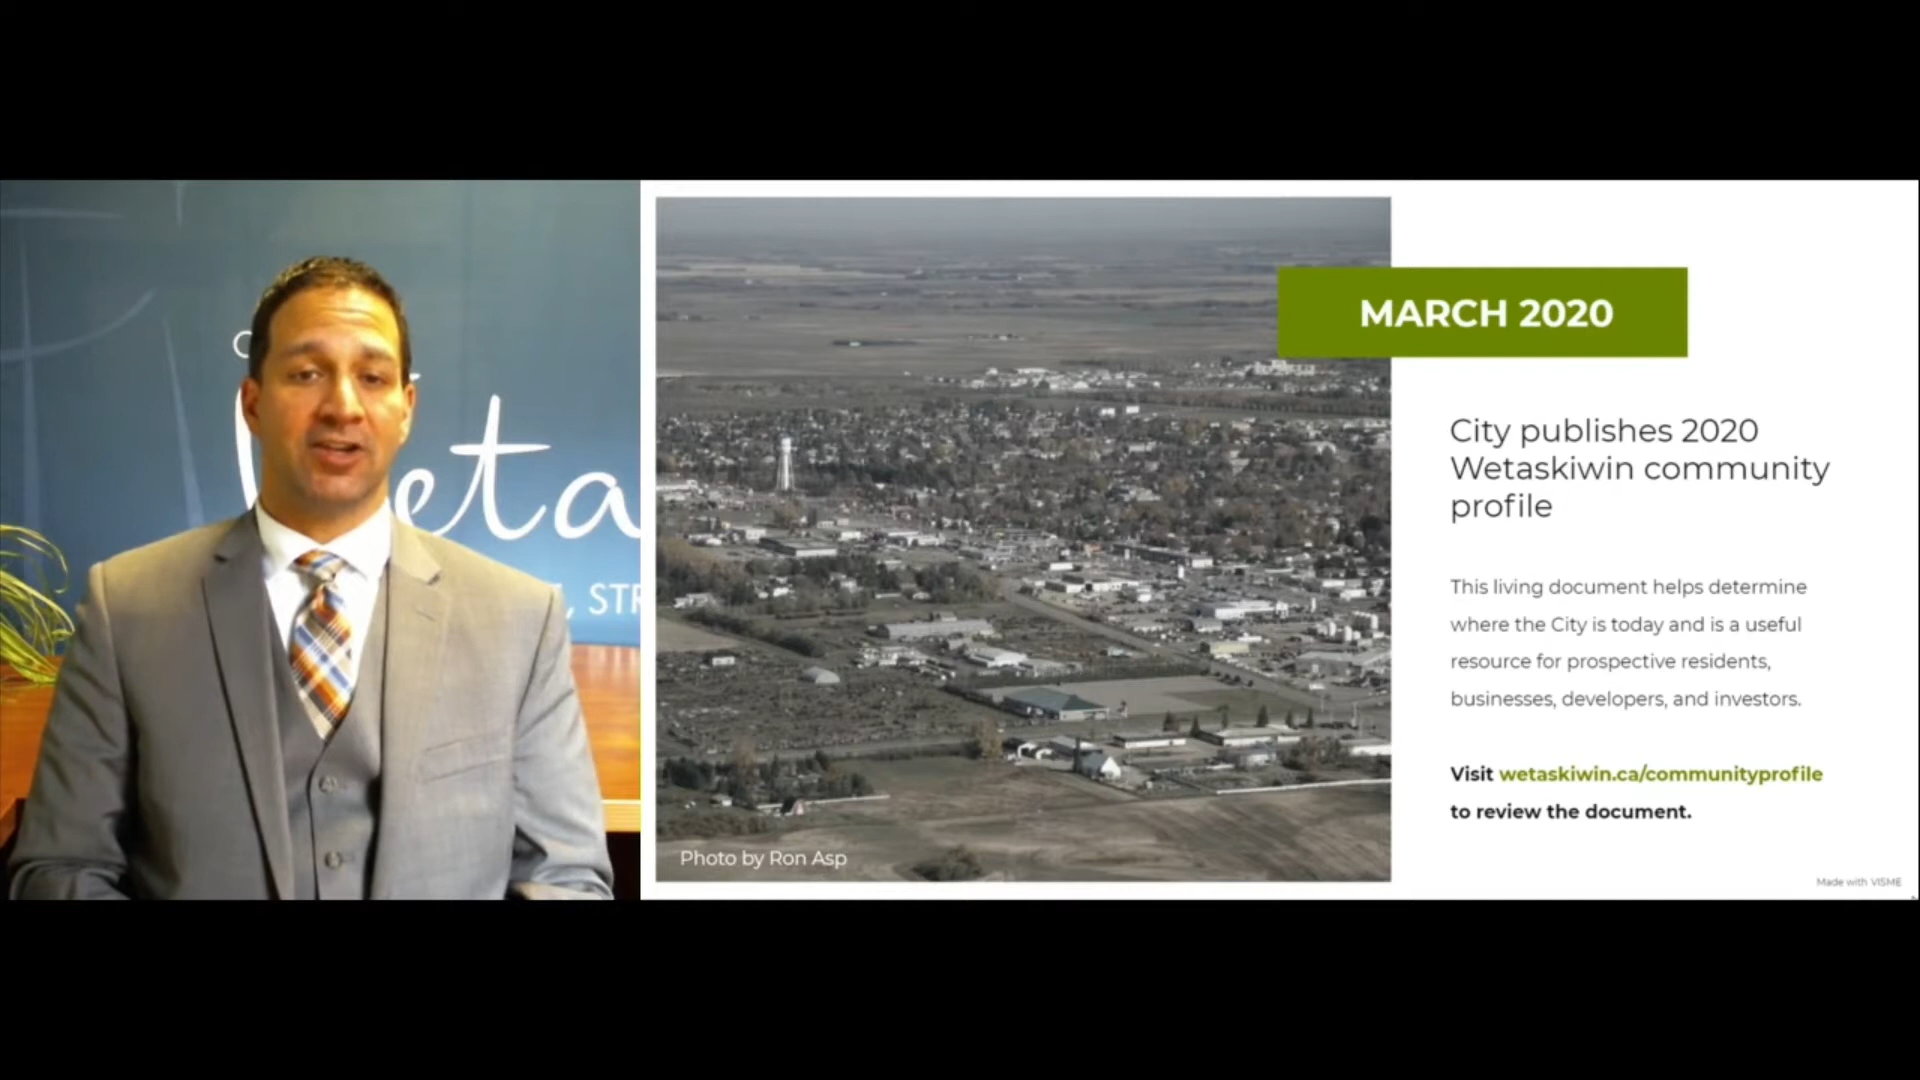 eta
, STR
MARCH 2020
City publishes 2020
Wetaskiwin community
profile
This living document helps determine
where the City is today and is a useful
resource for prospective residents,
businesses, developers, and investors.
Visit wetaskiwin.ca/communityprofile
to review the document.
Photo by Ron Asp
Made with VISME